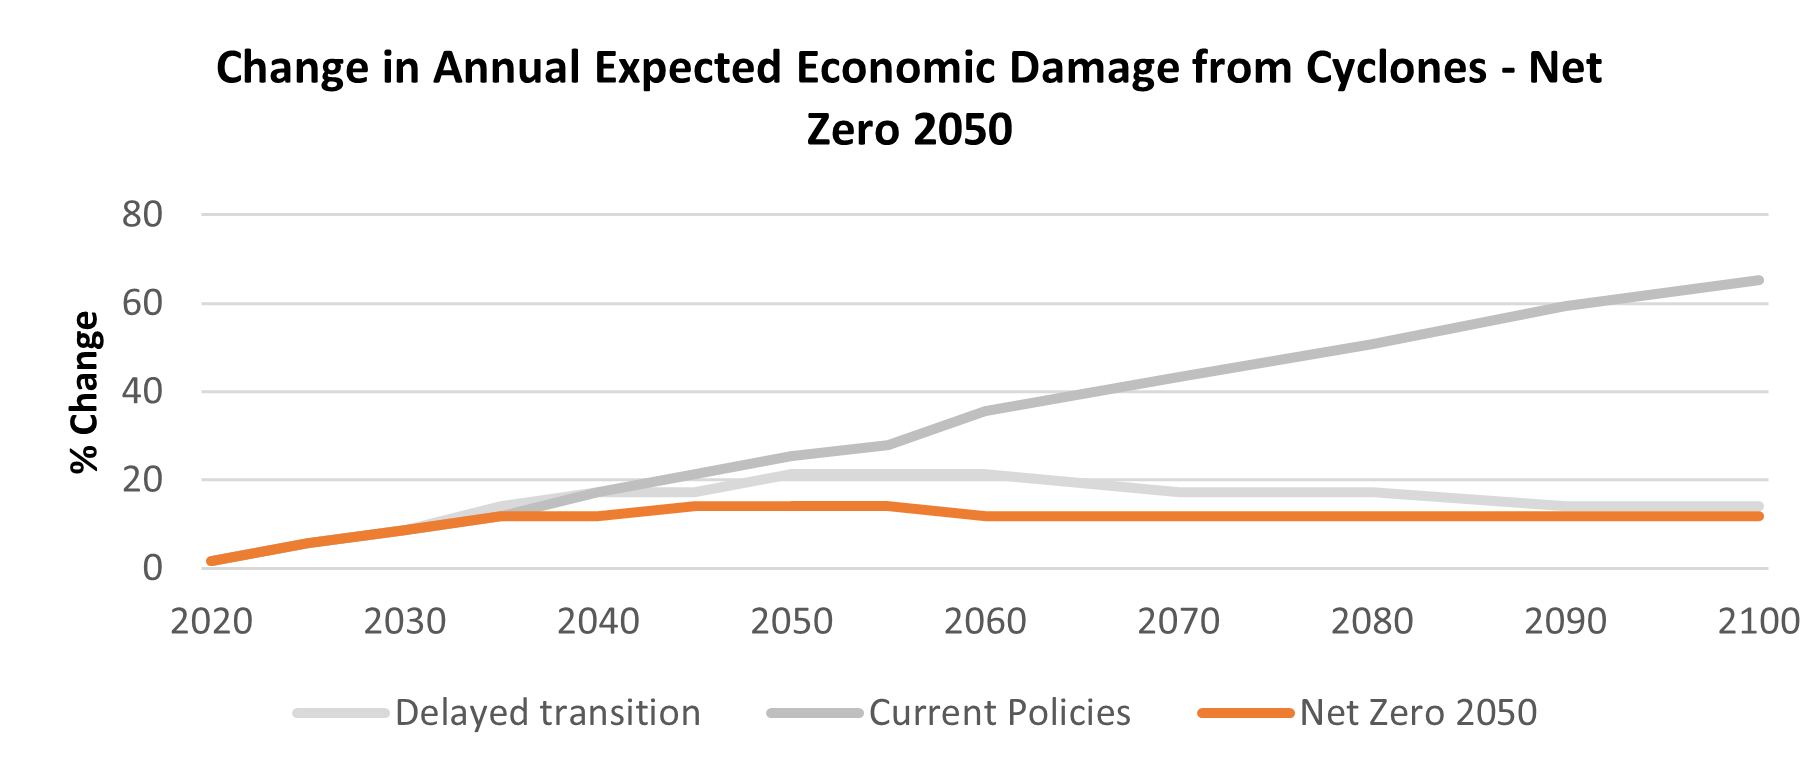 Change in Annual Expected Economic Damage from Cyclones - Net
Zero 2050
% Change
80
60
40
20
0
2020 2030 2040 2050 2060 2070 2080 2090 2100
Delayed transition Current Policies Net Zero 2050